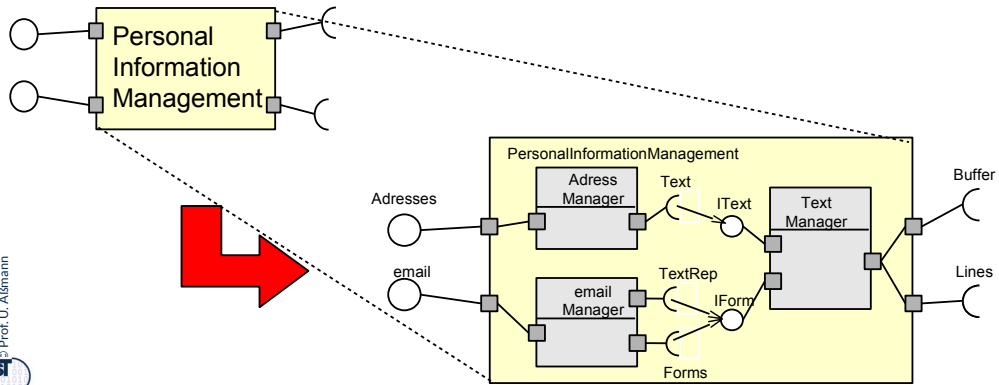 Personal
Information
Management
PersonalInformationManagement
Adresses
email
Adress
Manager
Text
IText
Text
Manager
email
Manager
TextRep
IForm
Forms
Buffer
Lines
© Prof. U. Aßmann